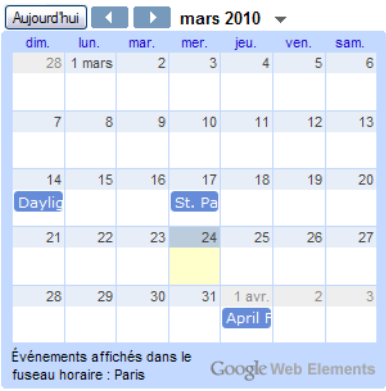 Aujourd'hui mars 2010
dim. lun. mar. mer. jeu. ven. sam.
28 1 mars 2 3 4 5 6
7 8 9 10 11 12 13
14 15 16 17 18 19 20
Daylig St. Pa
21 22 23 24 25 26 27
28 29 30 31 1 avr. 2 3
April F
Événements affichés dans le
fuseau horaire : Paris
Google Web Elements